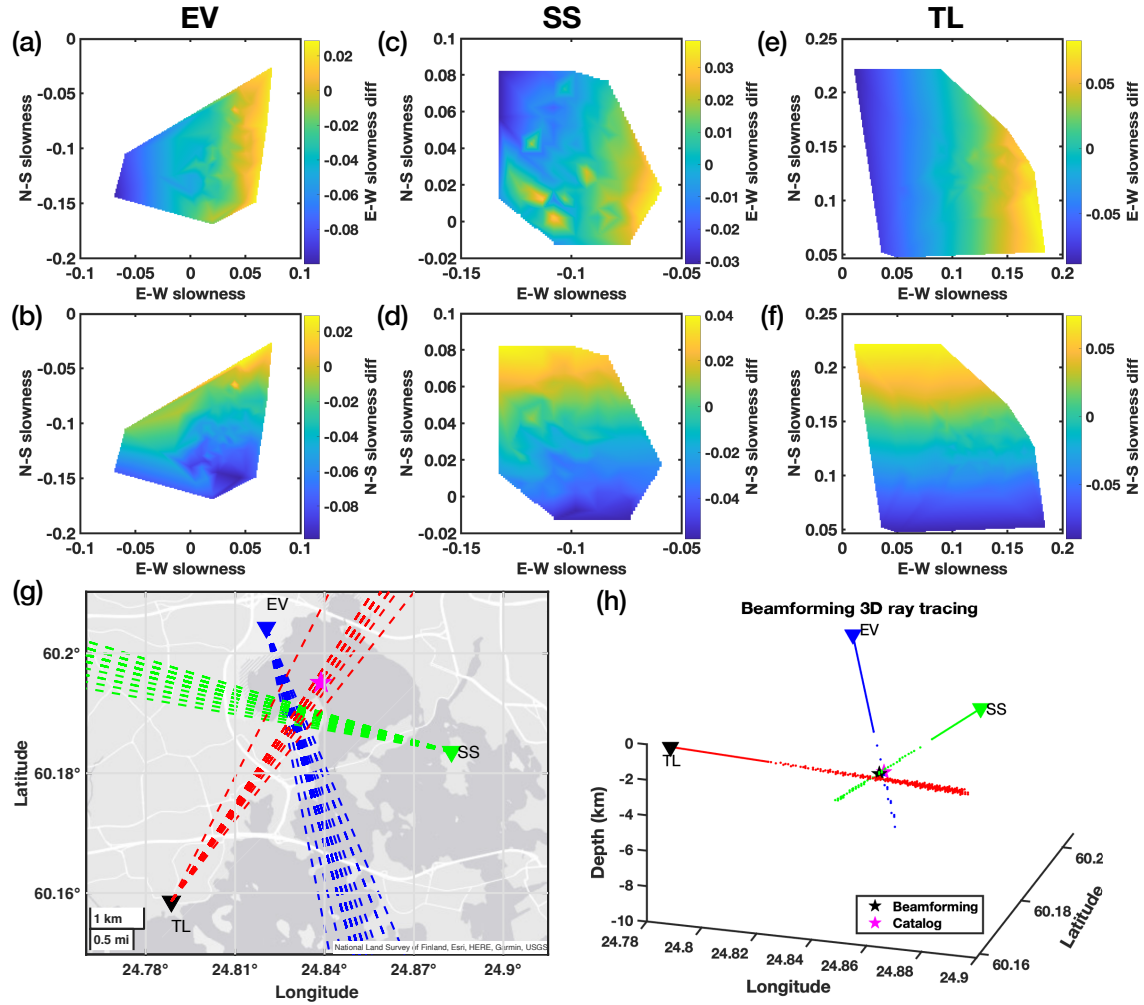 EV
SS
TL
(a)
0
-0.05
-0.1
-0.15
-0.2
N-S slowness
-0.1
-0.05
0
0.05
0.1
E-W slowness
0.02
0
-0.02
-0.04
-0.06
-0.08
E-W slowness diff
(c)
0.1
0.08
0.06
0.04
0.02
0
-0.02
N-S slowness
-0.15
-0.1
-0.05
E-W slowness
0.03
0.02
0.01
0
-0.01
-0.02
-0.03
E-W slowness diff
(e)
0.25
0.2
0.15
0.1
0.05
N-S slowness
0
0.05
0.1
0.15
0.2
E-W slowness
0.05
0
-0.05
E-W slowness diff
(b)
0
-0.05
-0.1
-0.15
-0.2
N-S slowness
-0.1
-0.05
0
0.05
0.1
E-W slowness
0.02
0
-0.02
-0.04
-0.06
-0.08
N-S slowness diff
(d)
0.1
0.08
0.06
0.04
0.02
0
-0.02
N-S slowness
-0.15
-0.1
-0.05
E-W slowness
0.04
0.02
0
-0.02
-0.04
N-S slowness diff
(f)
0.25
0.2
0.15
0.1
0.05
N-S slowness
0
0.05
0.1
0.15
0.2
E-W slowness
0.05
0
-0.05
N-S slowness diff
(g)
EV
SS
TL
60.2°
60.18°
60.16°
Latitude
1 km
0.5 mi
National Land Survey of Finland, Esri, HERE, Garmin, USGS
24.78°
24.81°
24.84°
24.87°
24.9°
Longitude
(h)
Beamforming 3D ray tracing
EV
SS
TL
0
-2
-4
-6
-8
-10
Depth (km)
24.78
24.8
24.82
24.84
24.86
24.88
24.9
Longitude
60.16
60.18
60.2
Latitude
Beamforming
Catalog